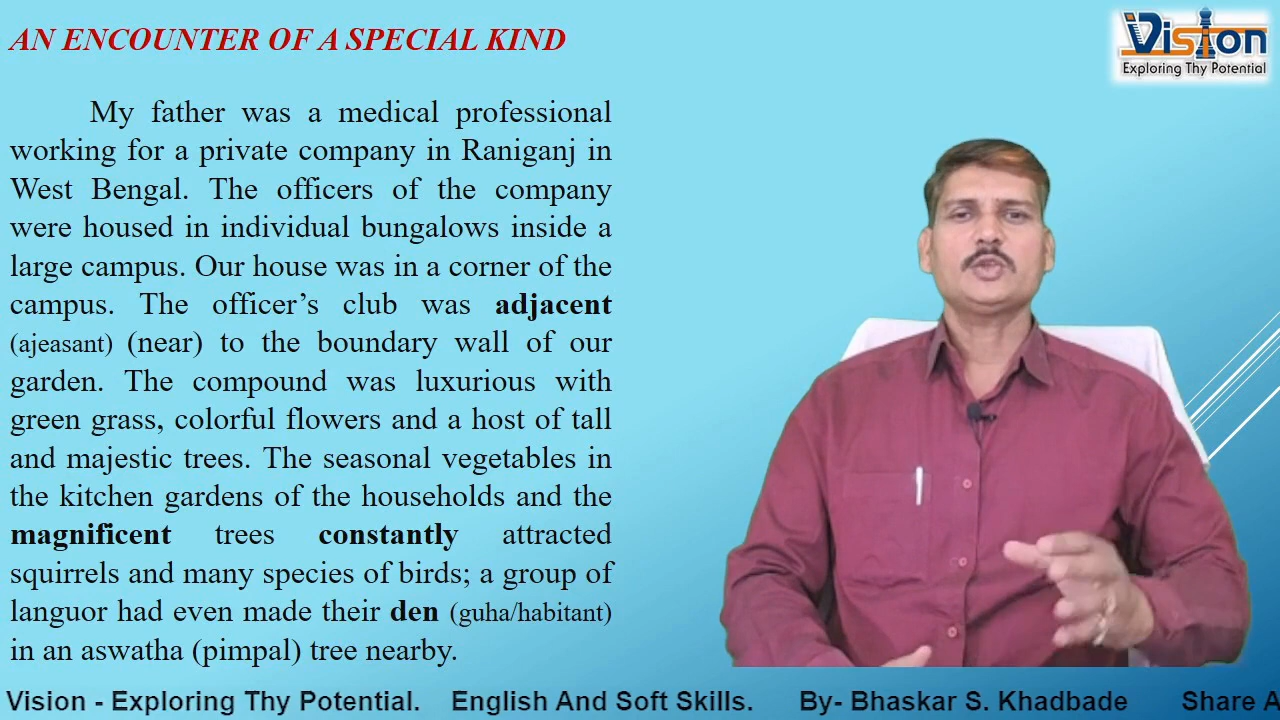 AN ENCOUNTER OF A SPECIAL KIND
Vision
Exploring Thy Potential
My father was a medical professional
working for a private company in Raniganj in
West Bengal. The officers of the company
were housed in individual bungalows inside a
large campus. Our house was in a corner of the
campus. The officer’s club was adjacent
(ajeasant) (near) to the boundary wall of our
garden. The compound was luxurious with
green grass, colorful flowers and a host of tall
and majestic trees. The seasonal vegetables in
the kitchen gardens of the households and the
magnificent trees constantly attracted
squirrels and many species of birds; a group of
languor had even made their den (guha/habitant)
in an aswatha (pimpal) tree nearby.
Vision - Exploring Thy Potential. English And Soft Skills. By- Bhaskar S. Khadbade Share A